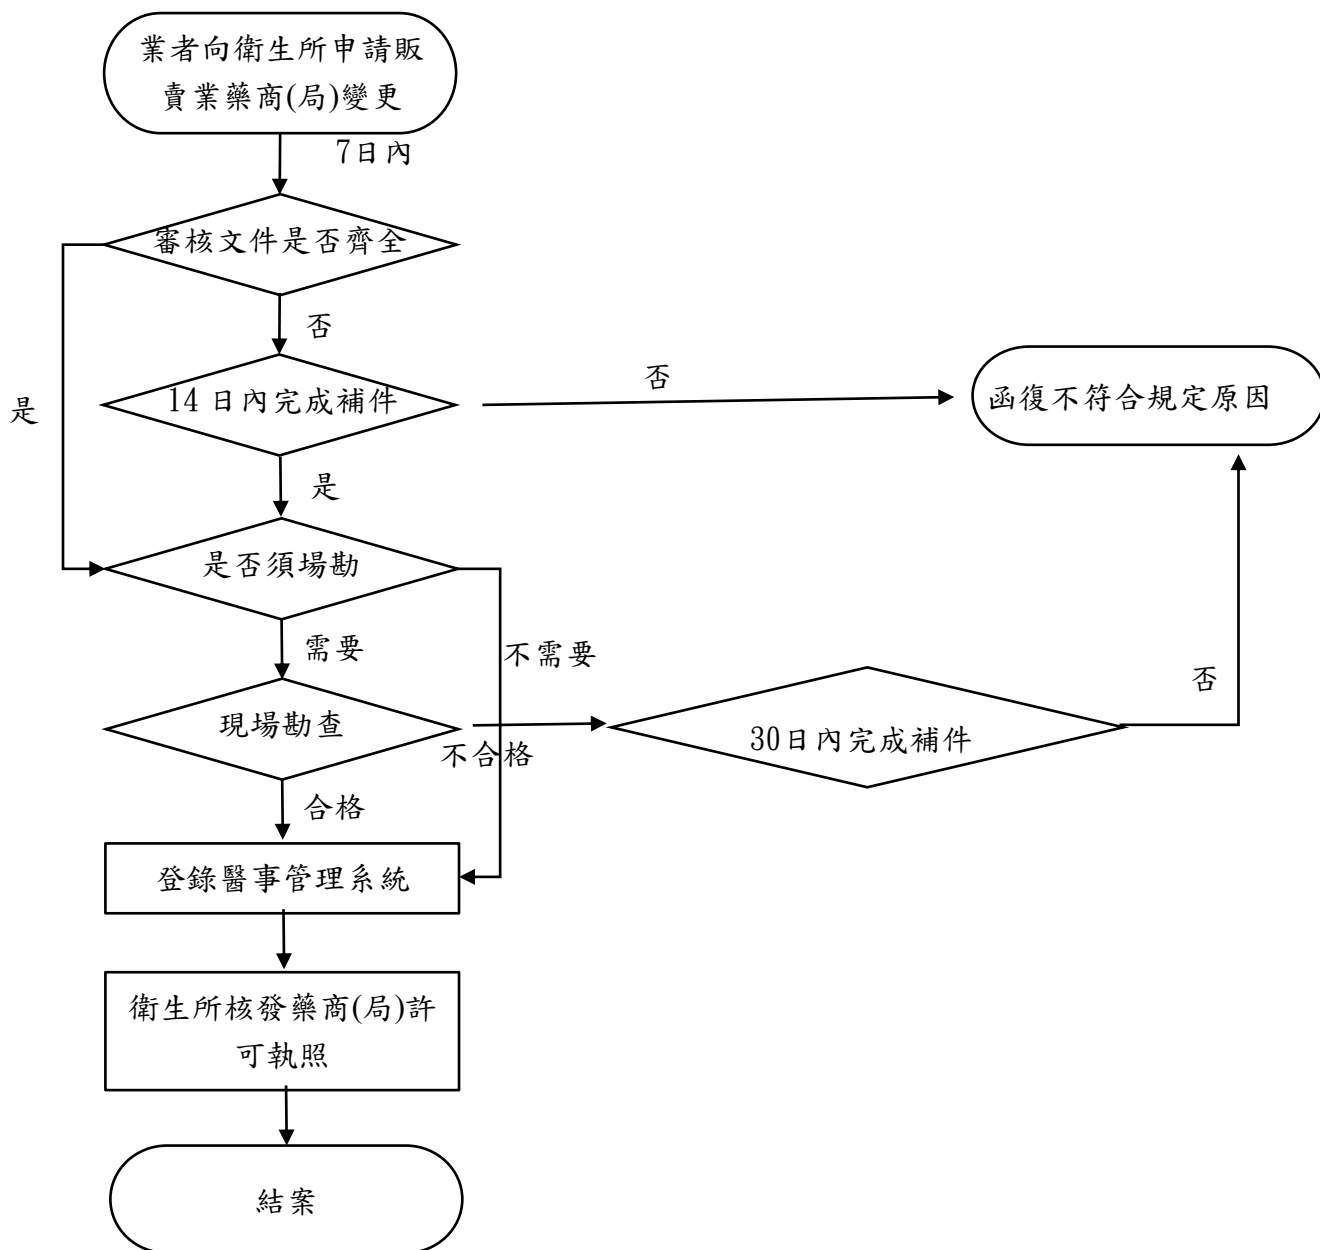 業者向衛生所申請販
賣業藥商(局)變更
7日內
審核文件是否齊全
否
是
14 日內完成補件
否
函復不符合規定原因
是
是否須場勘
需要
不需要
現場勘查
不合格
30日內完成補件
否
合格
登錄醫事管理系統
衛生所核發藥商(局)許
可執照
結案